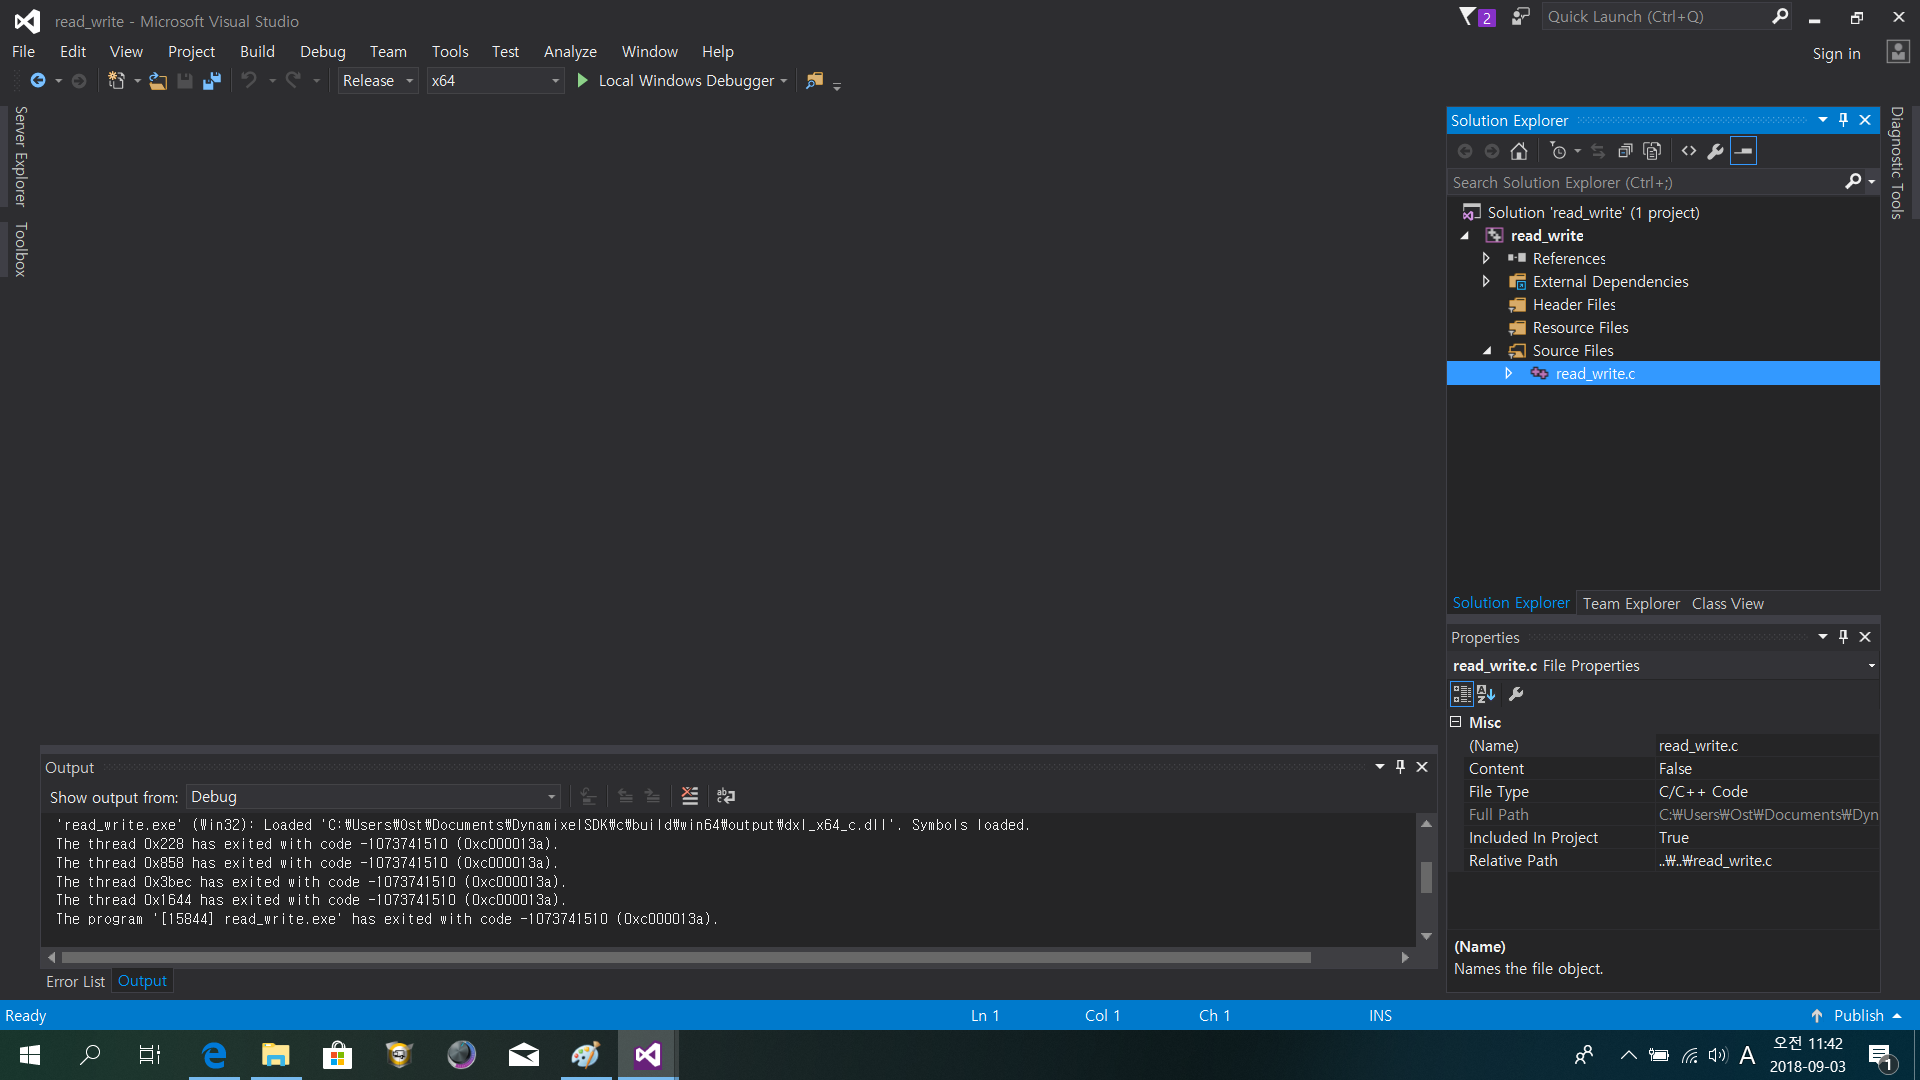 read_write - Microsoft Visual Studio
2
Quick Launch (Ctrl+Q)
File Edit View Project Build Debug Team Tools Test Analyze Window Help
Sign in
Release x64 Local Windows Debugger
Server Explorer
Toolbox
Diagnostic Tools
Solution Explorer
Search Solution Explorer (Ctrl+;)
Solution 'read_write' (1 project)
read_write
References
External Dependencies
Header Files
Resource Files
Source Files
read_write.c
Solution Explorer Team Explorer Class View
Properties
read_write.c File Properties
Misc
(Name) read_write.c
Content False
File Type C/C++ Code
Full Path C:₩Users₩Ost₩Documents₩Dyn
Included In Project True
Relative Path ..₩..₩read_write.c
(Name)
Names the file object.
Output
Show output from: Debug
'read_write.exe' (Win32): Loaded 'C:₩Users₩Ost₩Documents₩DynamixelSDK₩c₩build₩win64₩output₩dxl_x64_c.dll'. Symbols loaded.
The thread 0x228 has exited with code -1073741510 (0xc000013a).
The thread 0x858 has exited with code -1073741510 (0xc000013a).
The thread 0x3bec has exited with code -1073741510 (0xc000013a).
The thread 0x1644 has exited with code -1073741510 (0xc000013a).
The program '[15844] read_write.exe' has exited with code -1073741510 (0xc000013a).
Error List Output
Ready Ln 1 Col 1 Ch 1 INS Publish
A 오전 11:42
2018-09-03
1